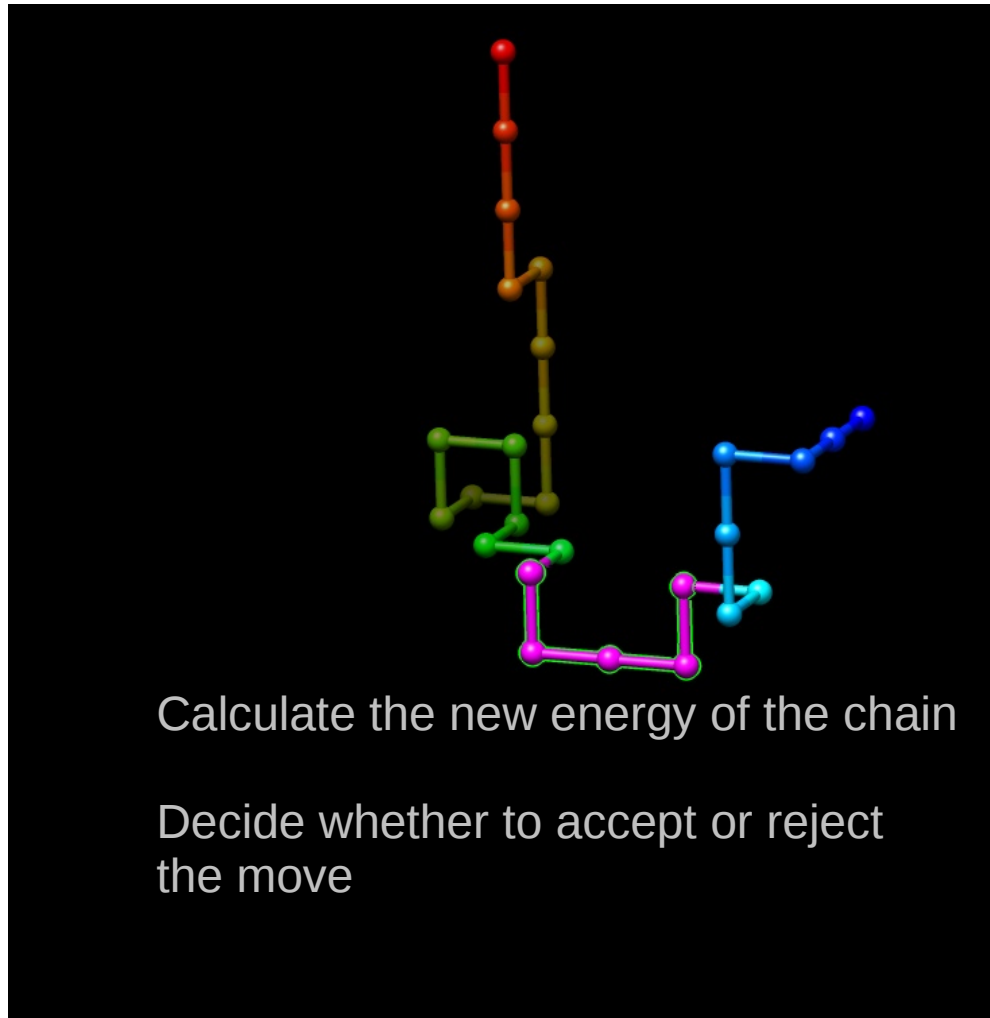 Calculate the new energy of the chain
Decide whether to accept or reject
the move